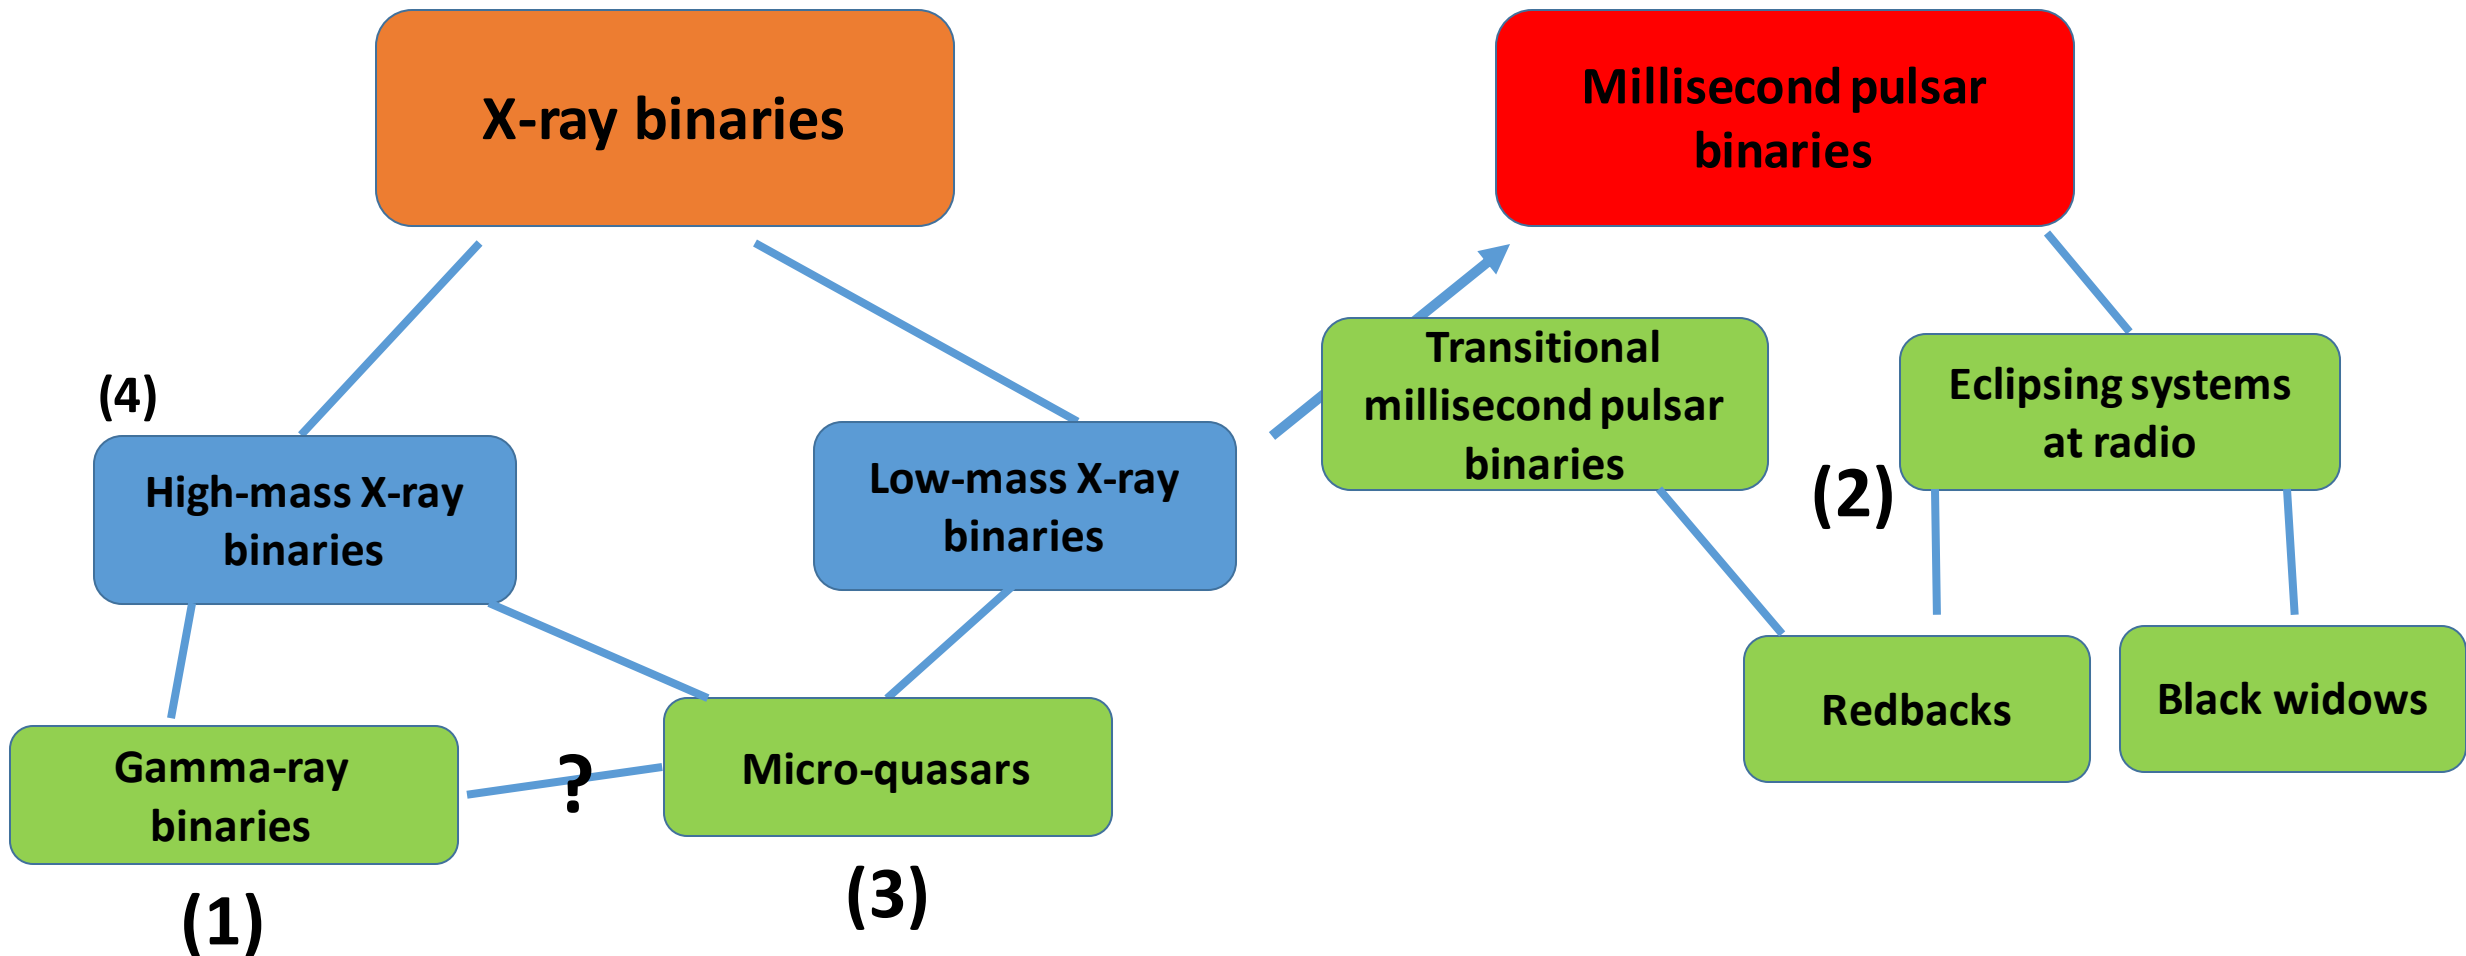 X-ray binaries
Millisecond pulsar
binaries
(4)
High-mass X-ray
binaries
Low-mass X-ray
binaries
Transitional
millisecond pulsar
binaries
Eclipsing systems
at radio
(2)
Gamma-ray
binaries
?
Micro-quasars
Redbacks
Black widows
(1)
(3)